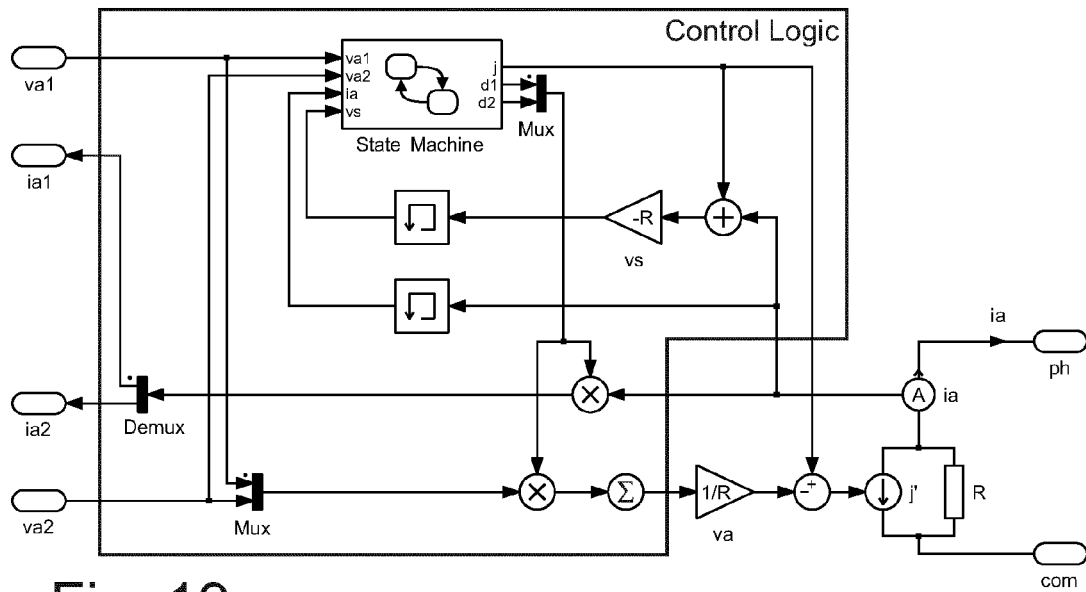 Control Logic
va1
va1
va2
ia
vs
j
d1
d2
Mux
State Machine
ia1
-R
vs
ia
ph
A
ia
ia2
Demux
va2
Mux
Σ
1/R
va
j'
R
com